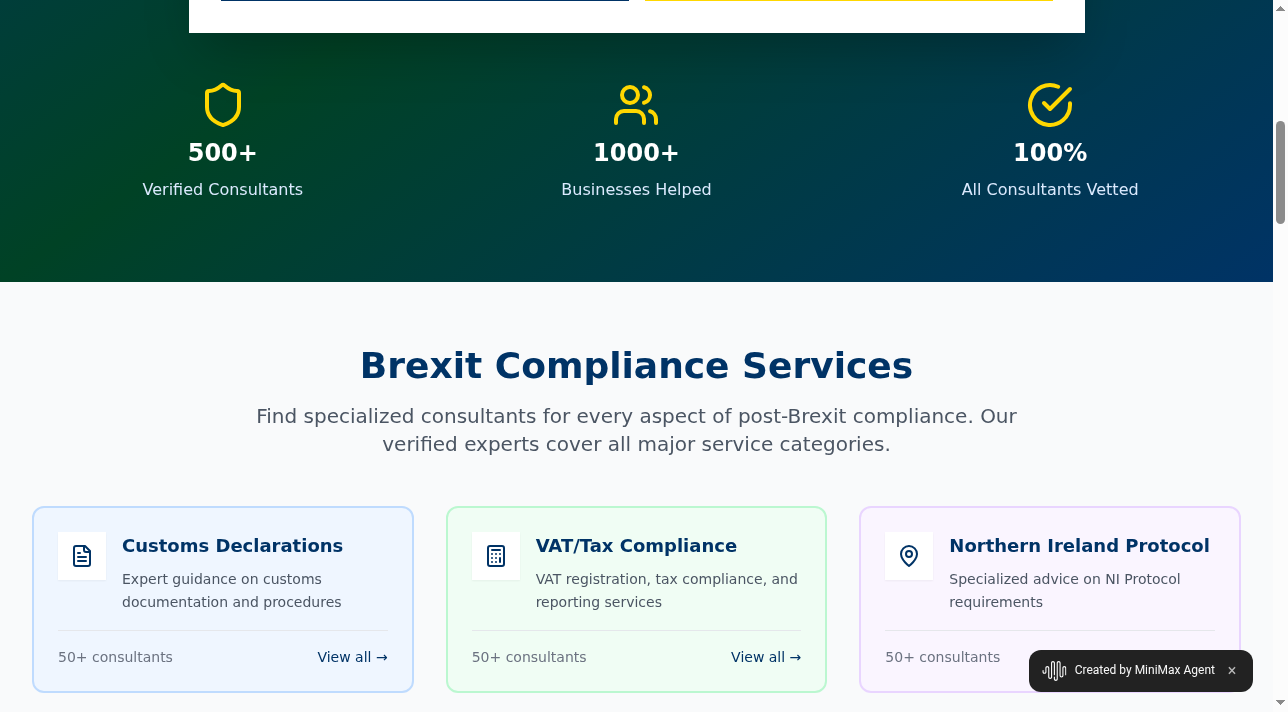 500+
Verified Consultants
1000+
Businesses Helped
100%
All Consultants Vetted
Brexit Compliance Services
Find specialized consultants for every aspect of post-Brexit compliance. Our
verified experts cover all major service categories.
Customs Declarations
Expert guidance on customs
documentation and procedures
50+ consultants
View all →
VAT/Tax Compliance
VAT registration, tax compliance, and
reporting services
50+ consultants
View all →
Northern Ireland Protocol
Specialized advice on NI Protocol
requirements
50+ consultants
Created by MiniMax Agent ×